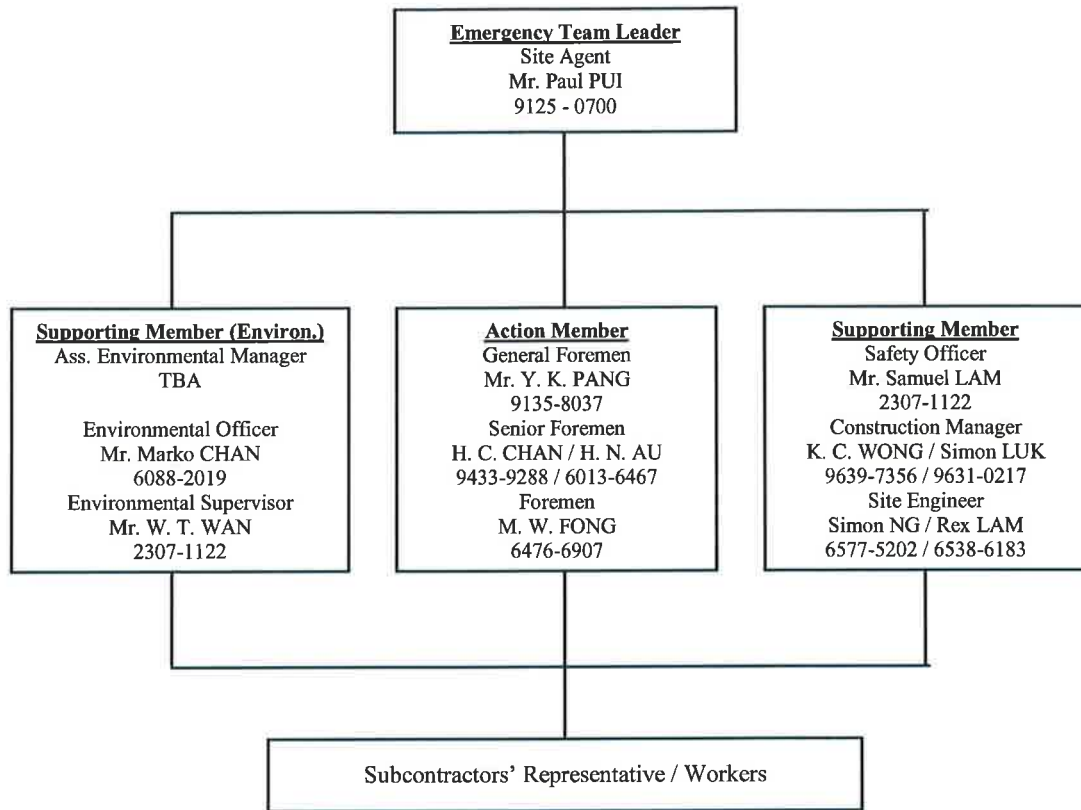 Emergency Team Leader
Site Agent
Mr. Paul PUI
9125 - 0700
Supporting Member (Environ,)
Ass. Environmental Manager
TBA
Environmental Officer
Mr. Marko CHAN
6088-2019
Environmental Supervisor
Mr. W. T. WAN
2307-1122
Action Member
General Foremen
Mr. Y. K. PANG
9135-8037
Senior Foremen
H. C. CHAN / H. N. AU
9433-9288 / 6013-6467
Foremen
M. W. FONG
6476-6907
Supporting Member
Safety Officer
Mr. Samuel LAM
2307-1122
Construction Manager
K. C. WONG / Simon LUK
9639-7356 / 9631-0217
Site Engineer
Simon NG / Rex LAM
6577-5202 / 6538-6183
Subcontractors' Representative / Workers